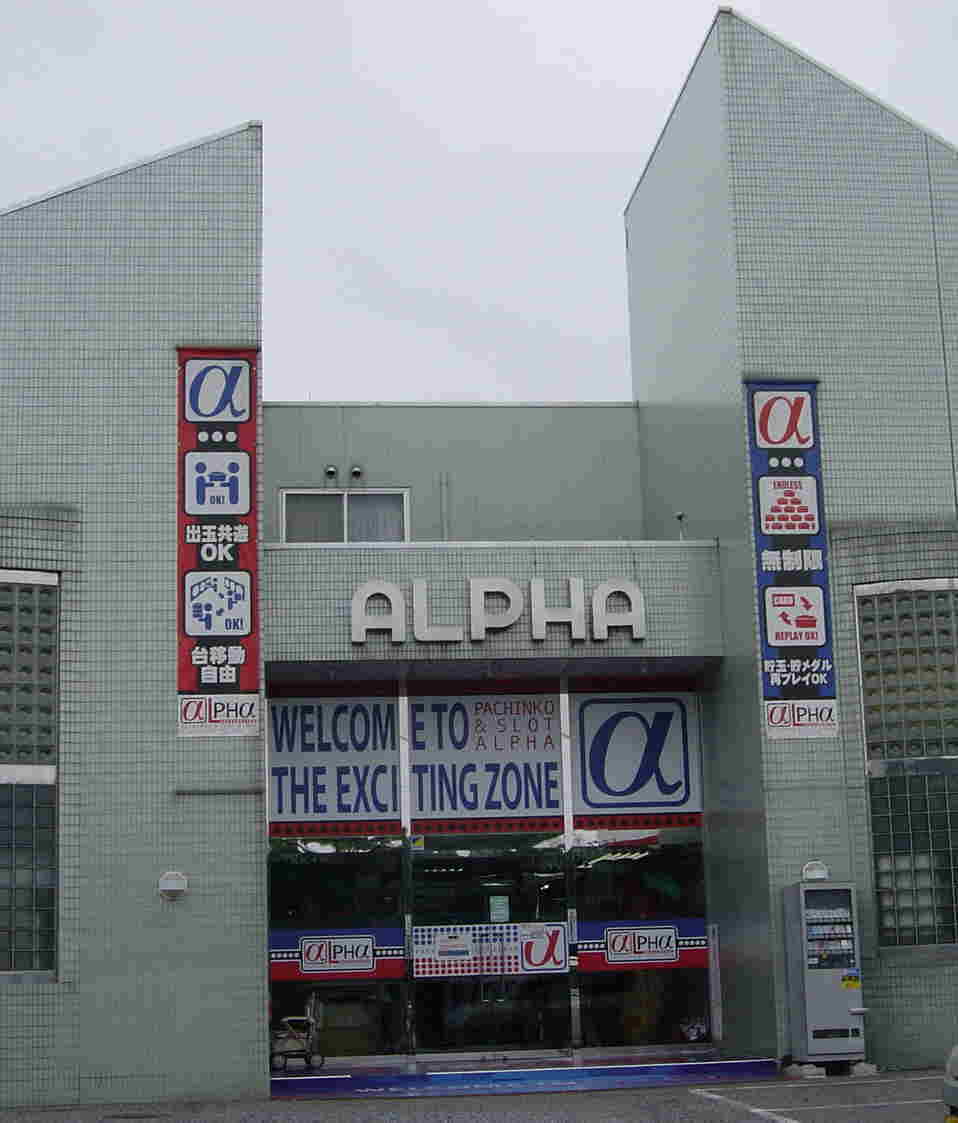 α
OK!
出玉共遊
OK
OK!
台移動
自由
αLPHα
ALPHA
WELCOME TO
THE EXCITING ZONE
PACHINKO
& SLOT
ALPHA
α
α
ENDLESS
無制限
CARD
REPLAY OK!
貯玉・貯メダル
再プレイOK
αLPHα
αLPHα
α
αLPHα